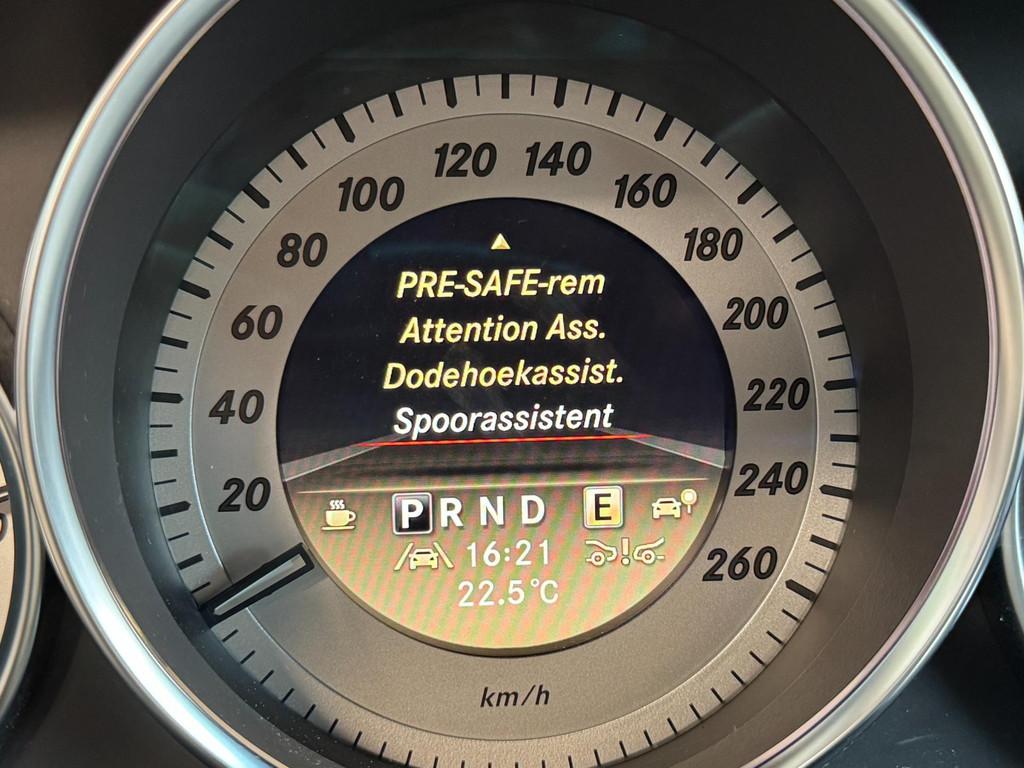 120 140
100 160
80 180
60 200
40 220
20 240
260
PRE-SAFE-rem
Attention Ass.
Dodehoekassist.
Spoorassistent
P R N D E
16:21
22.5°C
km/h